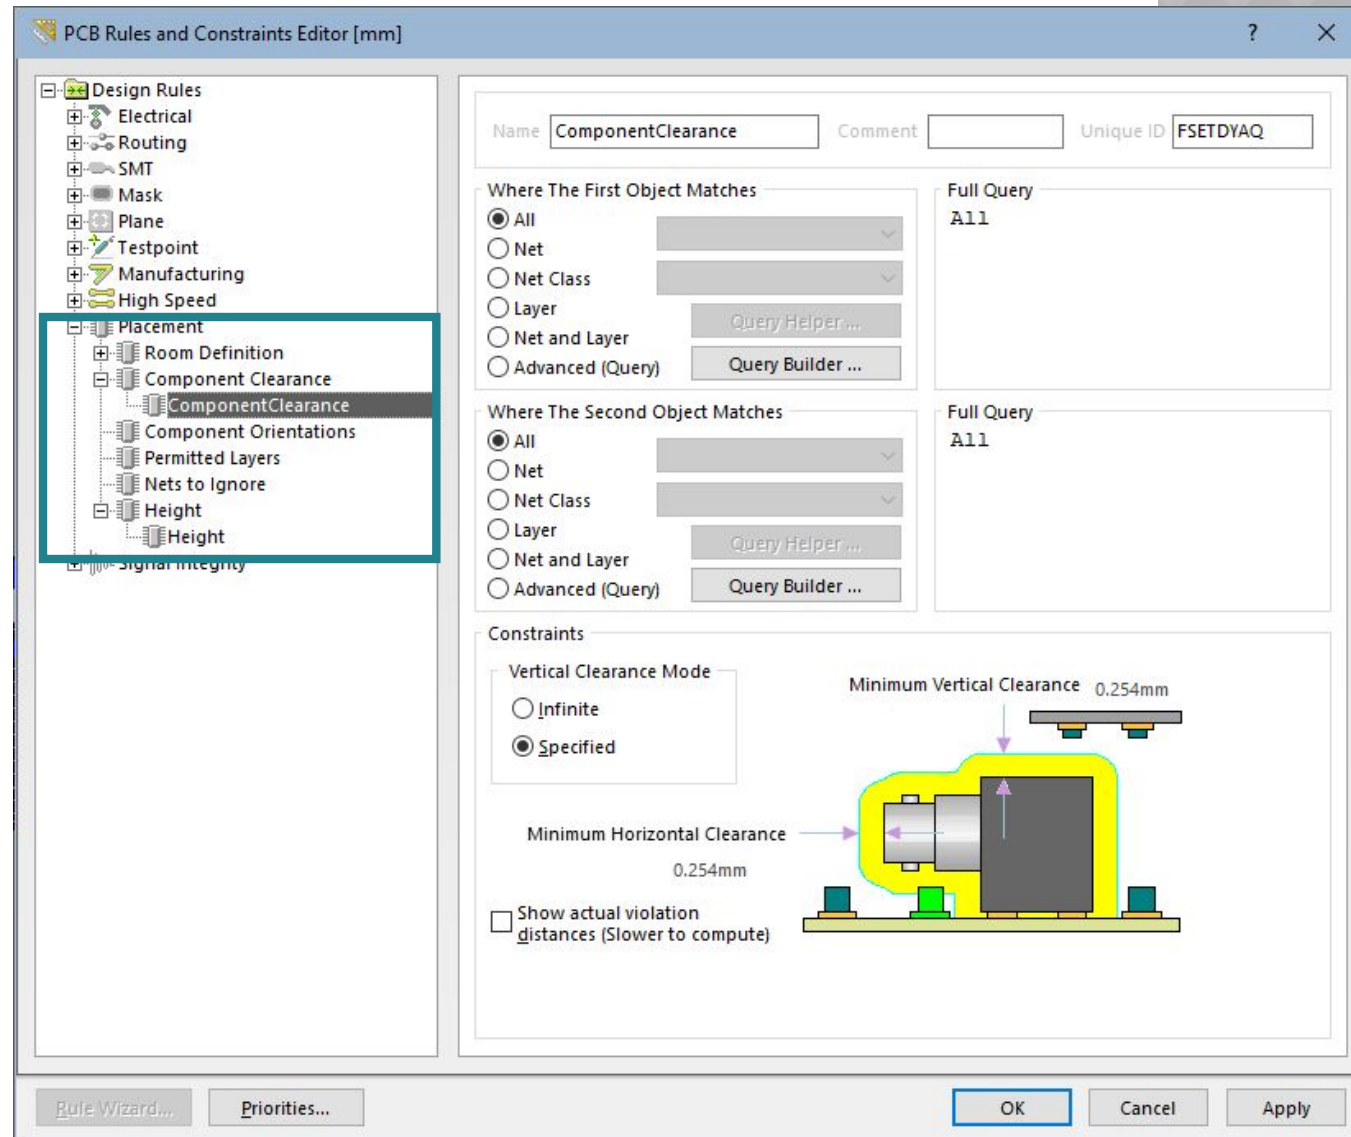 PCB Rules and Constraints Editor [mm]
?
Design Rules
Electrical
Routing
SMT
Mask
Plane
Testpoint
Manufacturing
High Speed
Placement
Room Definition
Component Clearance
ComponentClearance
Component Orientations
Permitted Layers
Nets to Ignore
Height
Height
Signal Integrity
Name ComponentClearance Comment Unique ID FSETDYAQ
Where The First Object Matches
All
Net
Net Class
Layer
Net and Layer
Advanced (Query)
Query Helper ...
Query Builder ...
Full Query
All
Where The Second Object Matches
All
Net
Net Class
Layer
Net and Layer
Advanced (Query)
Query Helper ...
Query Builder ...
Full Query
All
Constraints
Vertical Clearance Mode
Infinite
Specified
Minimum Vertical Clearance 0.254mm
Minimum Horizontal Clearance
0.254mm
Show actual violation
distances (Slower to compute)
Rule Wizard... Priorities... OK Cancel Apply